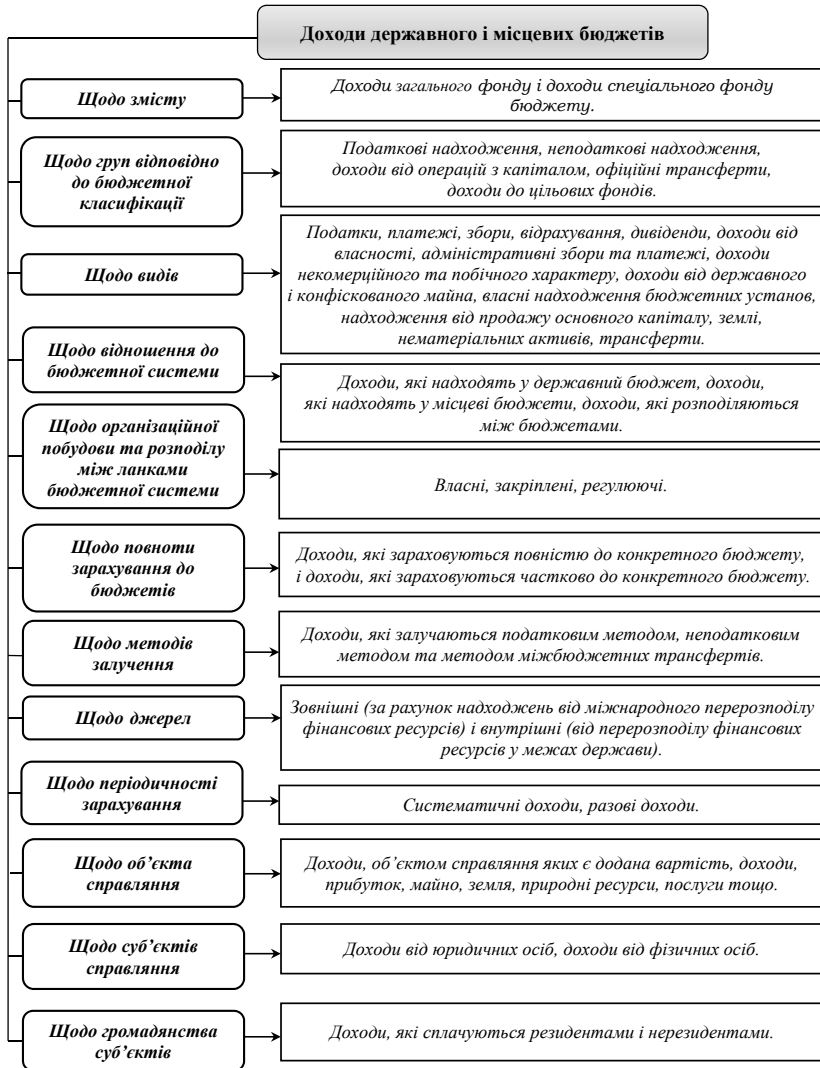 Доходи державного і місцевих бюджетів
Щодо змісту
Доходи загального фонду і доходи спеціального фонду
бюджету.
Щодо груп відповідно
до бюджетної
класифікації
Податкові надходження, неподаткові надходження,
доходи від операцій з капіталом, офіційні трансферти,
доходи до цільових фондів.
Щодо видів
Податки, платежі, збори, відрахування, дивіденди, доходи від
власності, адміністративні збори та платежі, доходи
некомерційного та побічного характеру, доходи від державного
і конфіскованого майна, власні надходження бюджетних установ,
надходження від продажу основного капіталу, землі,
нематеріальних активів, трансферти.
Щодо відношення до
бюджетної системи
Доходи, які надходять у державний бюджет, доходи,
які надходять у місцеві бюджети, доходи, які розподіляються
між бюджетами.
Щодо організаційної
побудови та розподілу
між ланками
бюджетної системи
Власні, закріплені, регулюючі.
Щодо повноти
зарахування до
бюджетів
Доходи, які зараховуються повністю до конкретного бюджету,
і доходи, які зараховуються частково до конкретного бюджету.
Щодо методів
залучення
Доходи, які залучаються податковим методом, неподатковим
методом та методом міжбюджетних трансфертів.
Щодо джерел
Зовнішні (за рахунок надходжень від міжнародного перерозподілу
фінансових ресурсів) і внутрішні (від перерозподілу фінансових
ресурсів у межах держави).
Щодо періодичності
зарахування
Систематичні доходи, разові доходи.
Щодо об’єкта
справляння
Доходи, об’єктом справляння яких є додана вартість, доходи,
прибуток, майно, земля, природні ресурси, послуги тощо.
Щодо суб’єктів
справляння
Доходи від юридичних осіб, доходи від фізичних осіб.
Щодо громадянства
суб’єктів
Доходи, які сплачуються резидентами і нерезидентами.